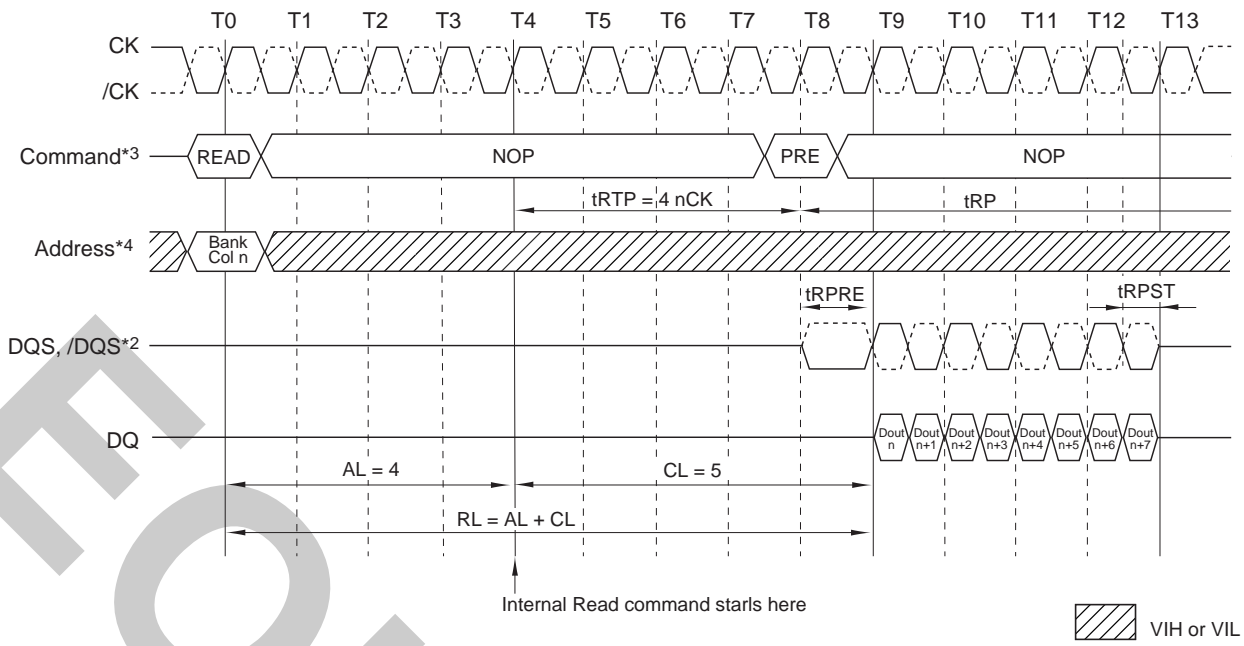 T0 T1 T2 T3 T4 T5 T6 T7 T8 T9 T10 T11 T12 T13
CK
/CK
Command*3 READ NOP PRE NOP
tRTP = 4 nCK tRP
Address*4 Bank Col n
tRPRE tRPST
DQS, /DQS*2
DQ Dout n Dout n+1 Dout n+2 Dout n+3 Dout n+4 Dout n+5 Dout n+6 Dout n+7
AL = 4 CL = 5
RL = AL + CL
Internal Read command starls here
VIH or VIL